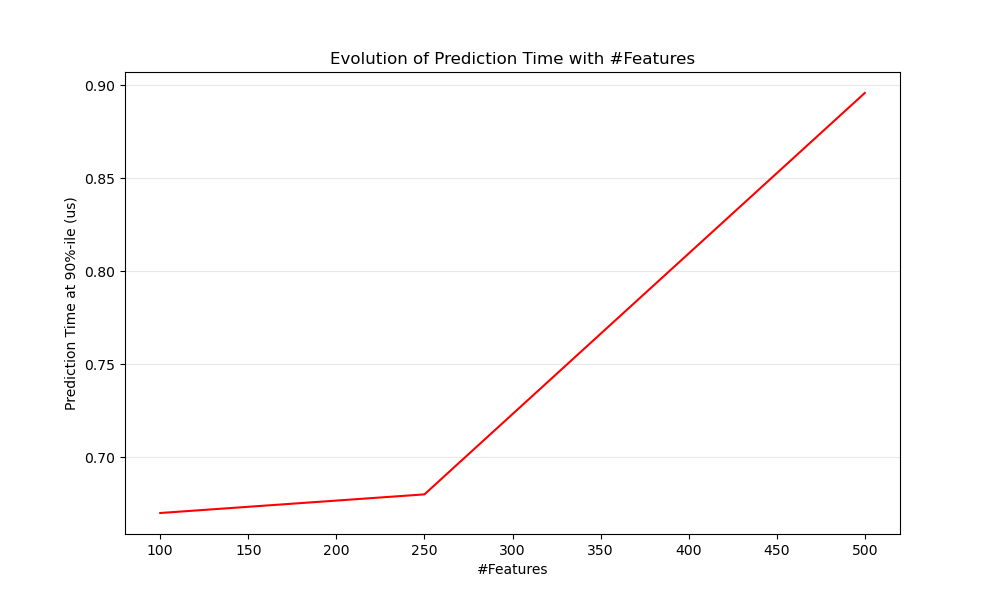 Evolution of Prediction Time with #Features
0.90
0.85
0.80
0.75
0.70
Prediction Time at 90%-ile (us)
100 150 200 250 300 350 400 450 500
#Features